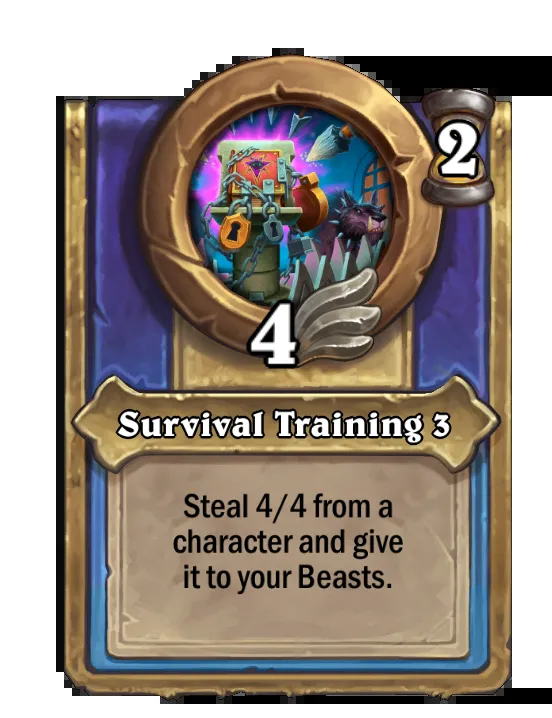 2
4
Survival Training 3
Steal 4/4 from a
character and give
it to your Beasts.